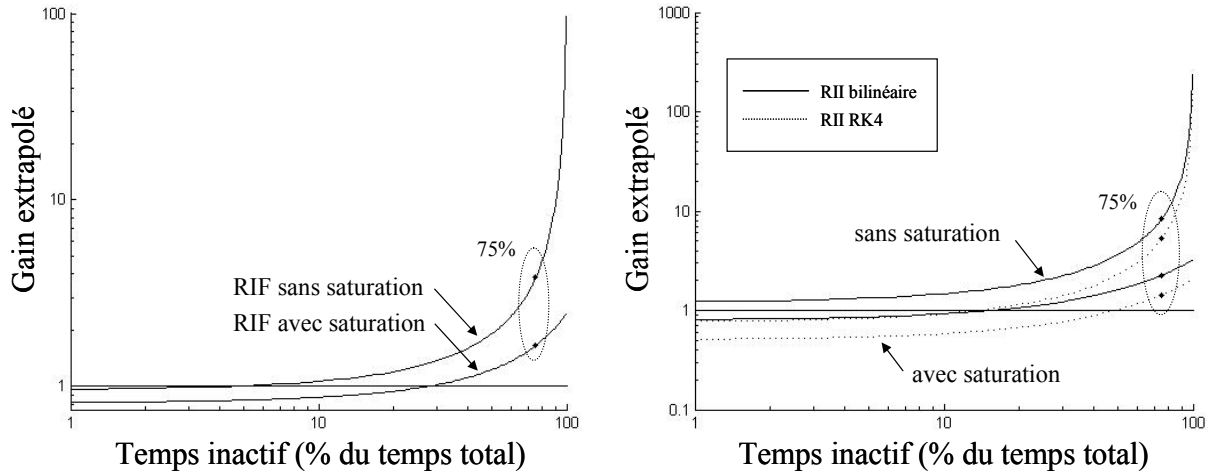 100
10
1
Gain extrapolé
75%
RIF sans saturation
RIF avec saturation
1
10
100
Temps inactif (% du temps total)
1000
100
10
1
0.1
Gain extrapolé
RII bilinéaire
RII RK4
75%
sans saturation
avec saturation
1
10
100
Temps inactif (% du temps total)